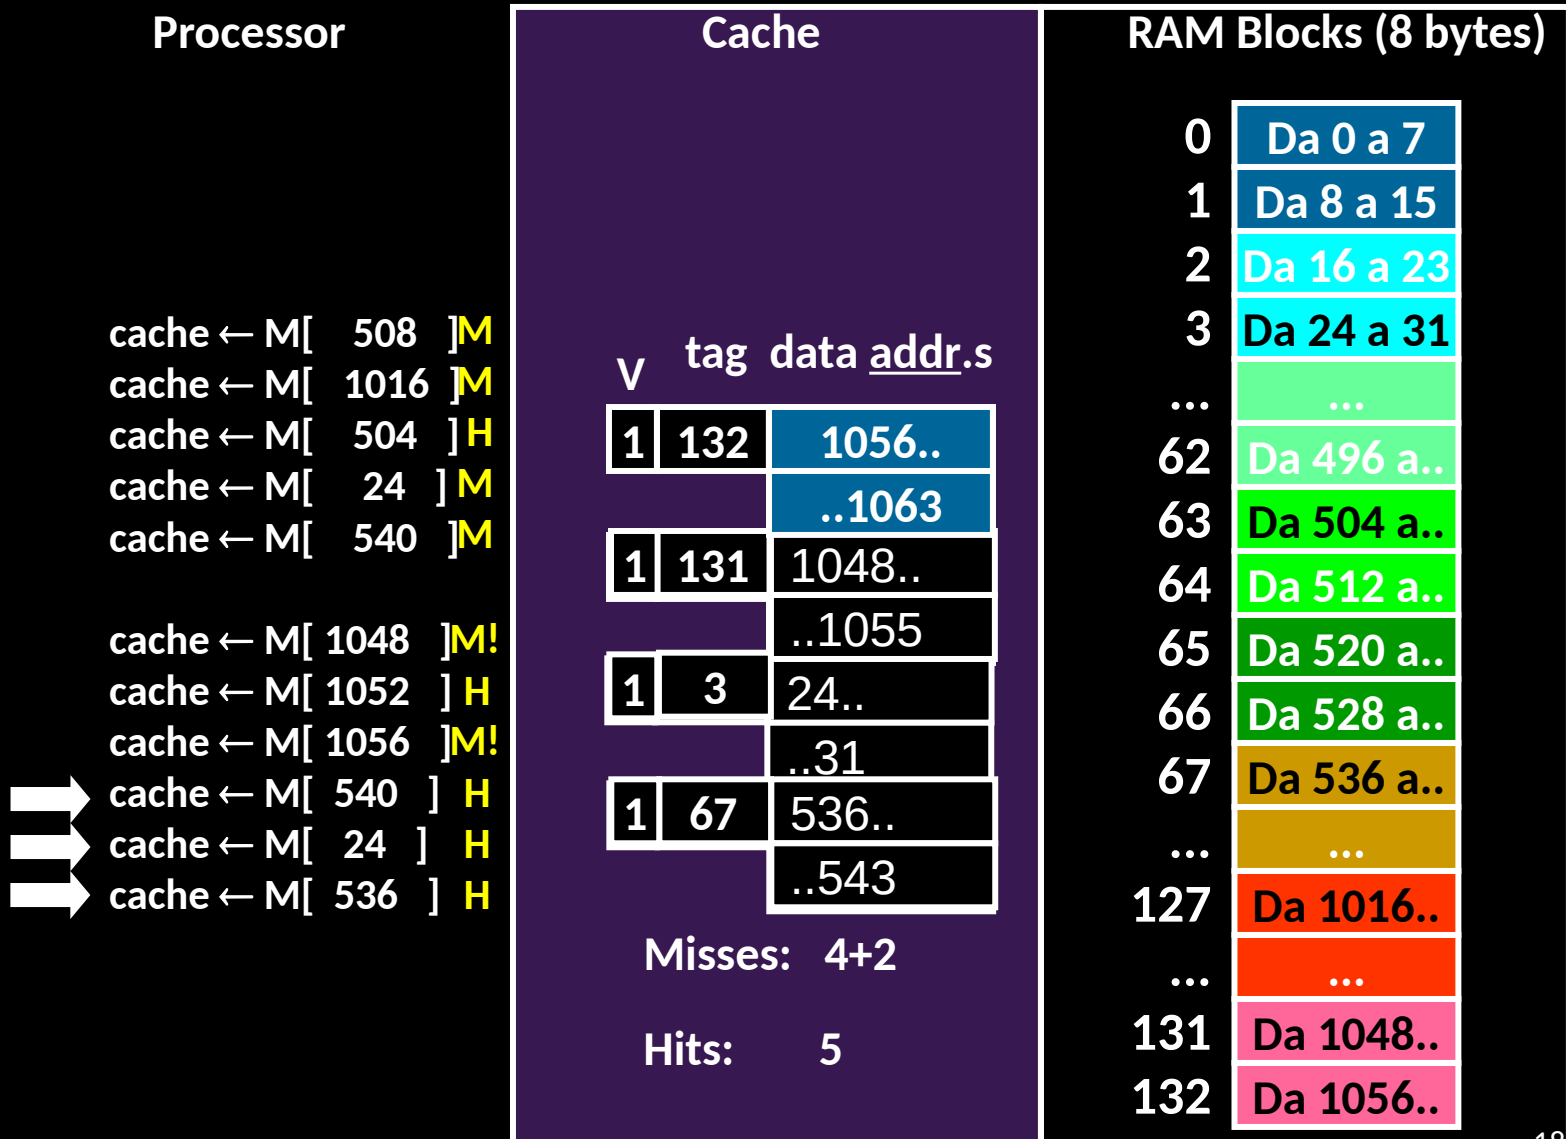 Processor
cache ← M[ 508 ] M
cache ← M[ 1016 ] M
cache ← M[ 504 ] H
cache ← M[ 24 ] M
cache ← M[ 540 ] M
cache ← M[ 1048 ] M!
cache ← M[ 1052 ] H
cache ← M[ 1056 ] M!
cache ← M[ 540 ] H
cache ← M[ 24 ] H
cache ← M[ 536 ] H
Cache
V tag data addr.s
1 132 1056..
..1063
1 131 1048..
..1055
1 3 24..
..31
1 67 536..
..543
Misses: 4+2
Hits: 5
RAM Blocks (8 bytes)
0 Da 0 a 7
1 Da 8 a 15
2 Da 16 a 23
3 Da 24 a 31
... ...
62 Da 496 a..
63 Da 504 a..
64 Da 512 a..
65 Da 520 a..
66 Da 528 a..
67 Da 536 a..
... ...
127 Da 1016..
... ...
131 Da 1048..
132 Da 1056..